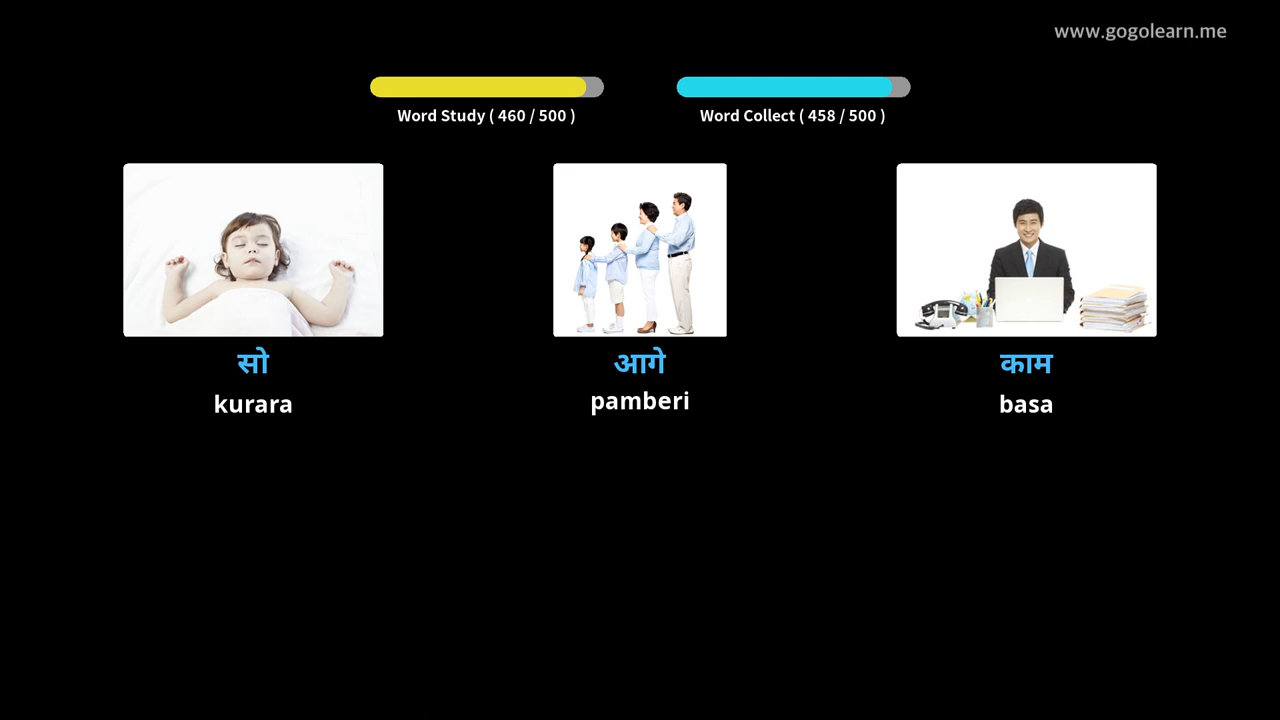 www.gogolearn.me
Word Study ( 460 / 500 )
Word Collect ( 458 / 500 )
सो
आगे
काम
kurara
pamberi
basa